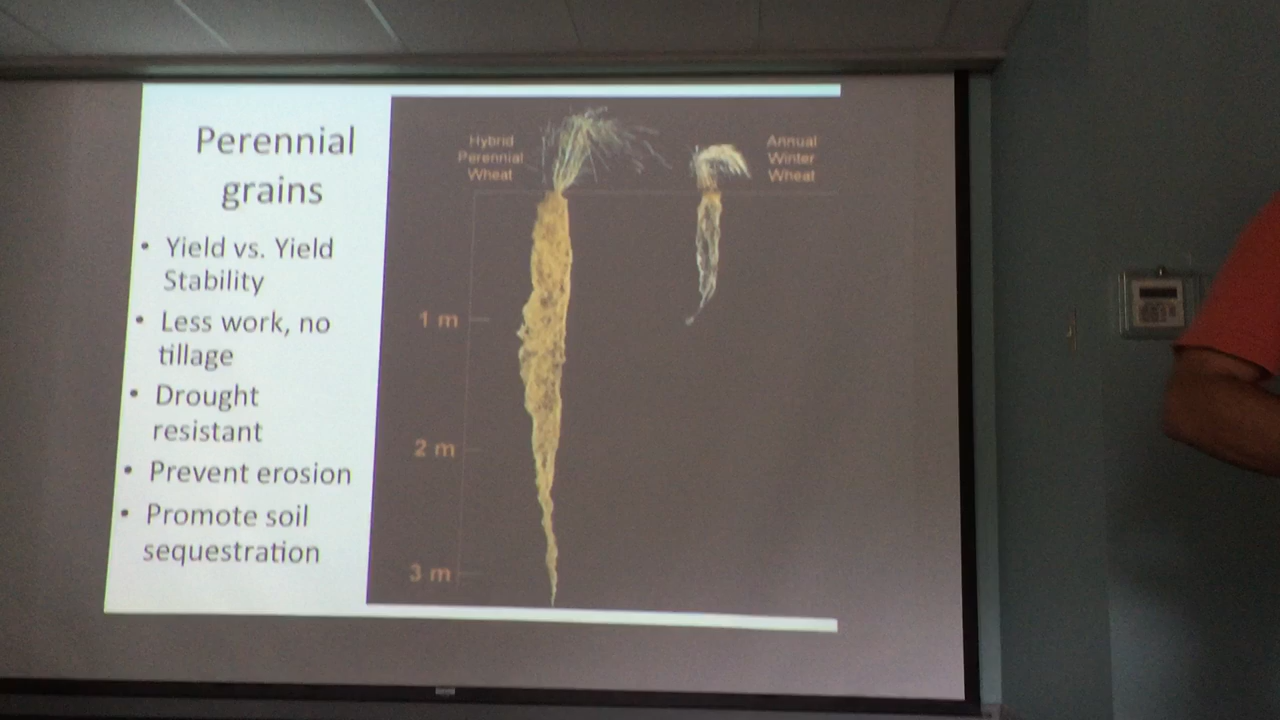 Perennial
grains
• Yield vs. Yield
Stability
• Less work, no
tillage
• Drought
resistant
• Prevent erosion
• Promote soil
sequestration
Hybrid
Perennial
Wheat
Annual
Winter
Wheat
1 m
2 m
3 m